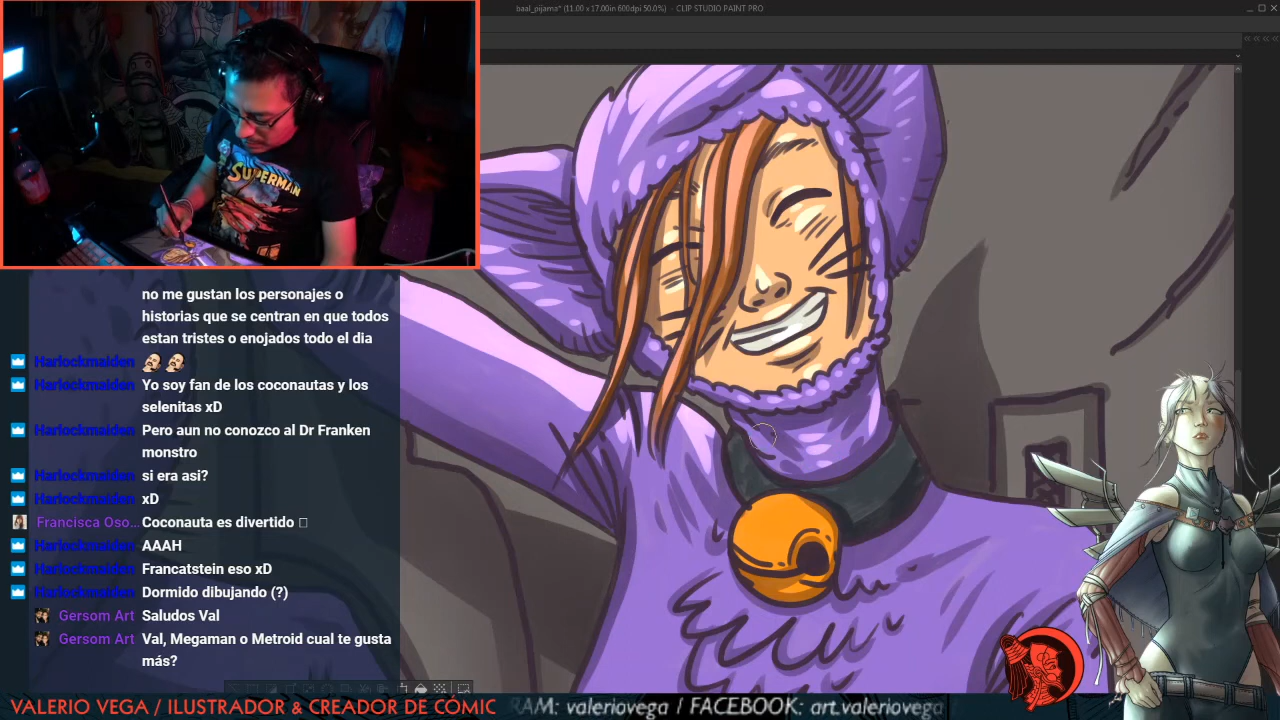 baal_pijama* (11.00 x 17.00in 600dpi 50.0%) - CLIP STUDIO PAINT PRO
SUPERMAN
no me gustan los personajes o
historias que se centran en que todos
estan tristes o enojados todo el dia
Harlockmaiden
Harlockmaiden Yo soy fan de los coconautas y los
selenitas xD
Harlockmaiden Pero aun no conozco al Dr Franken
monstro
Harlockmaiden si era asi?
Harlockmaiden xD
Francisca Oso... Coconauta es divertido
Harlockmaiden AAAH
Harlockmaiden Francatstein eso xD
Harlockmaiden Dormido dibujando (?)
Gersom Art Saludos Val
Gersom Art Val, Megaman o Metroid cual te gusta
más?
VALERIO VEGA / ILUSTRADOR & CREADOR DE CÓMIC RAM: valeriovega / FACEBOOK: art.valeriovega